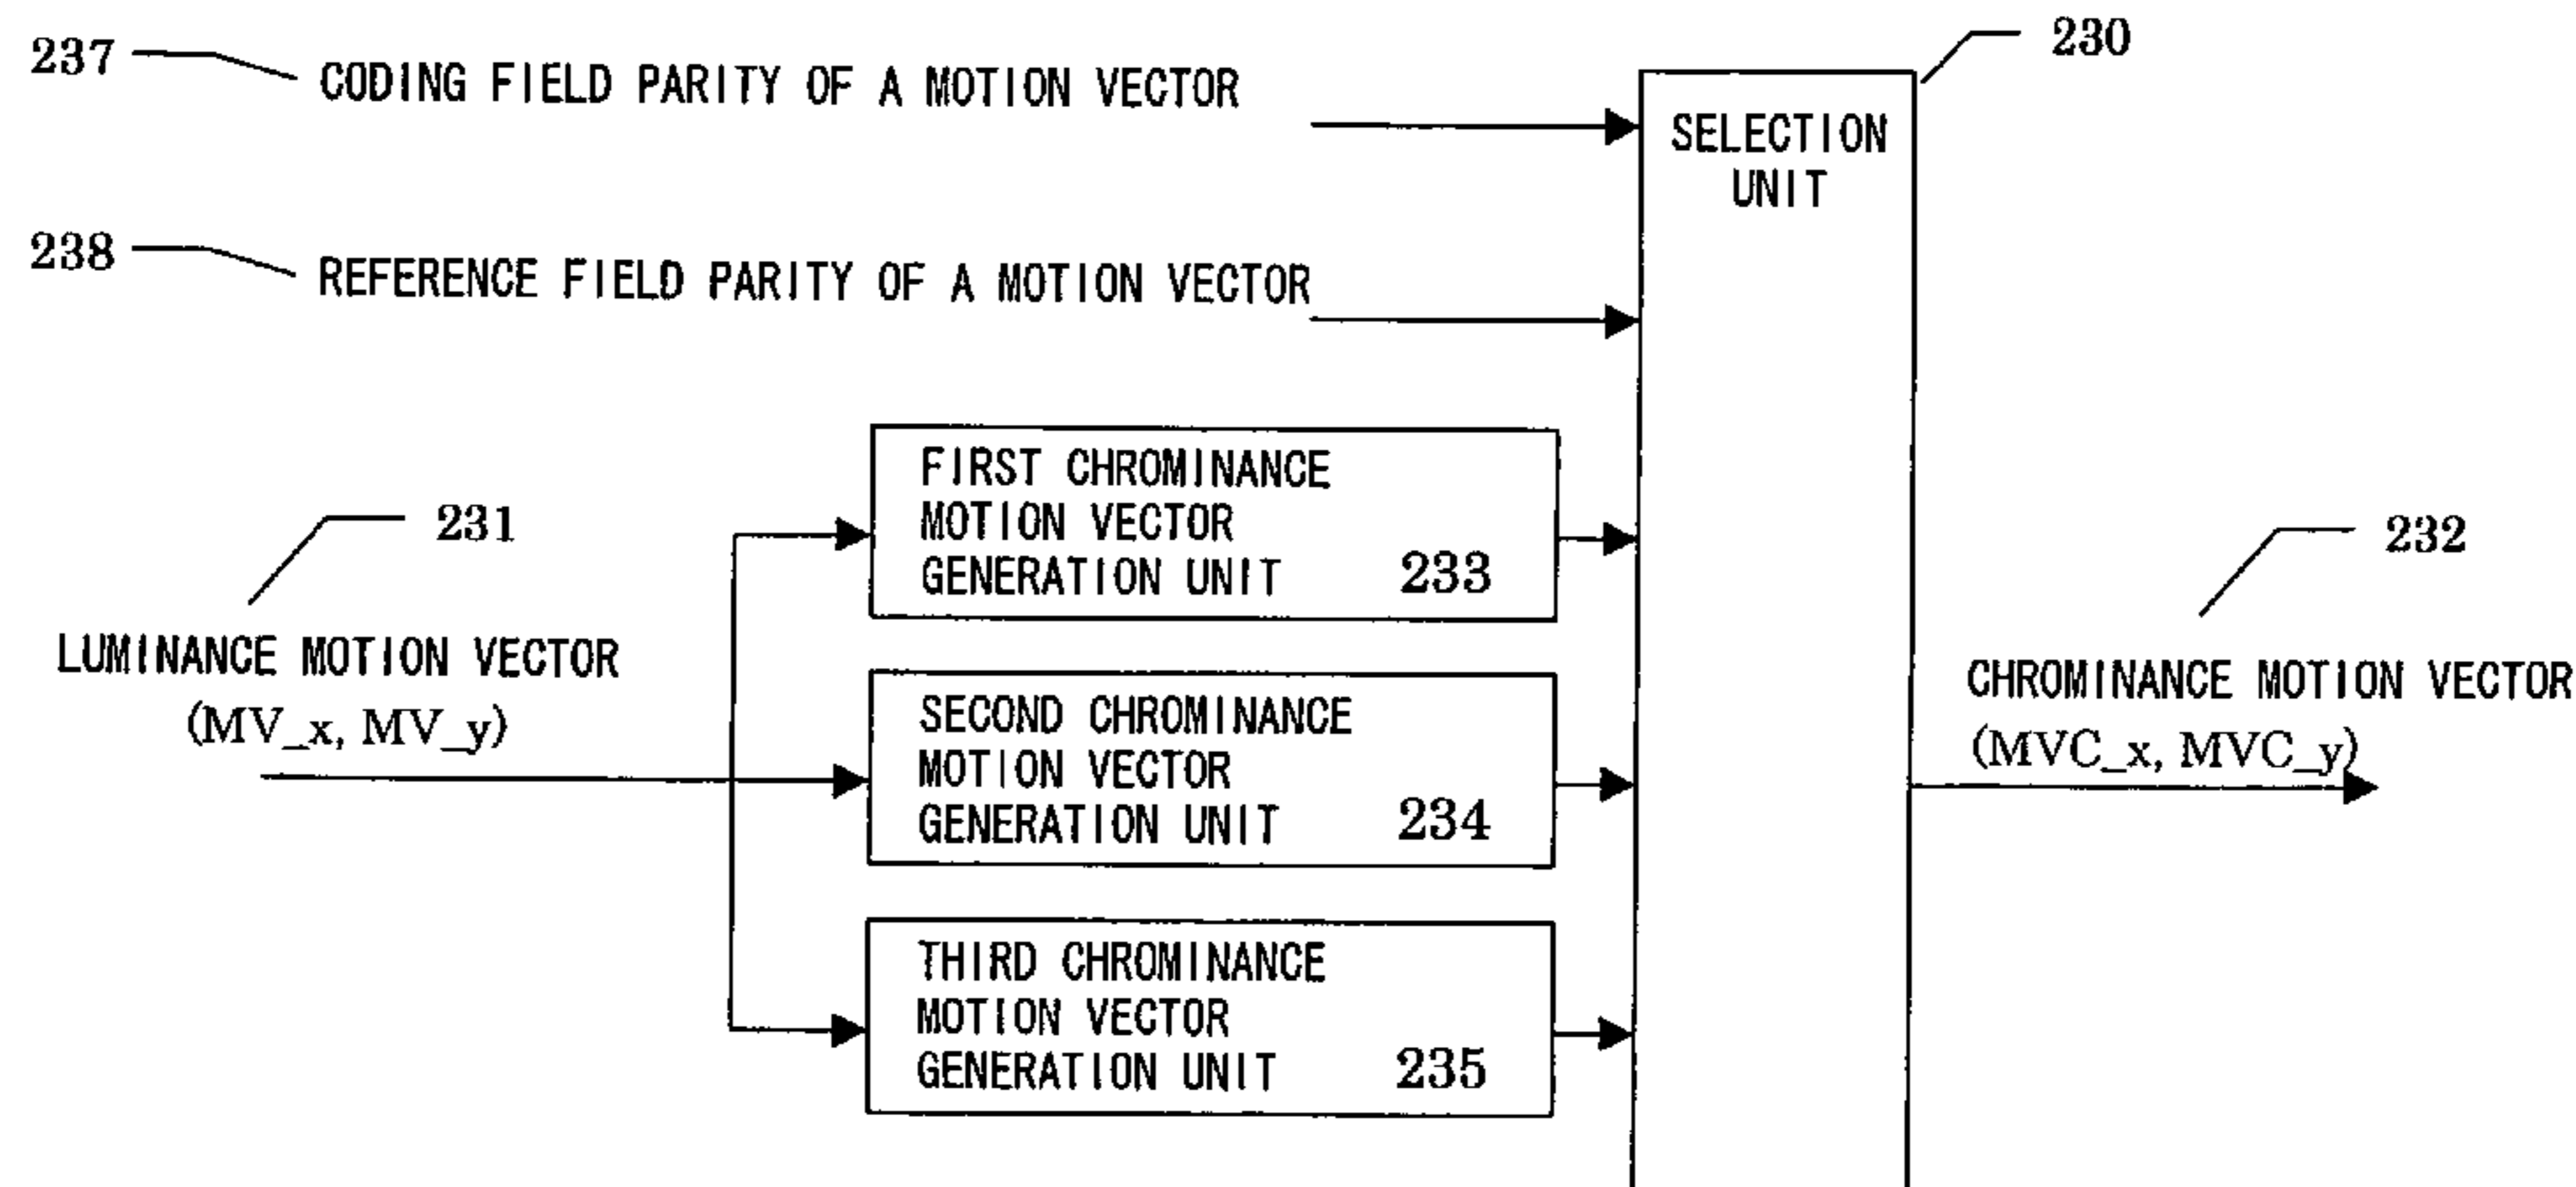 237
CODING FIELD PARITY OF A MOTION VECTOR
230
SELECTION
UNIT
238
REFERENCE FIELD PARITY OF A MOTION VECTOR
FIRST CHROMINANCE
MOTION VECTOR
GENERATION UNIT 233
231
LUMINANCE MOTION VECTOR
(MV_x, MV_y)
232
CHROMINANCE MOTION VECTOR
(MVC_x, MVC_y)
SECOND CHROMINANCE
MOTION VECTOR
GENERATION UNIT 234
THIRD CHROMINANCE
MOTION VECTOR
GENERATION UNIT 235